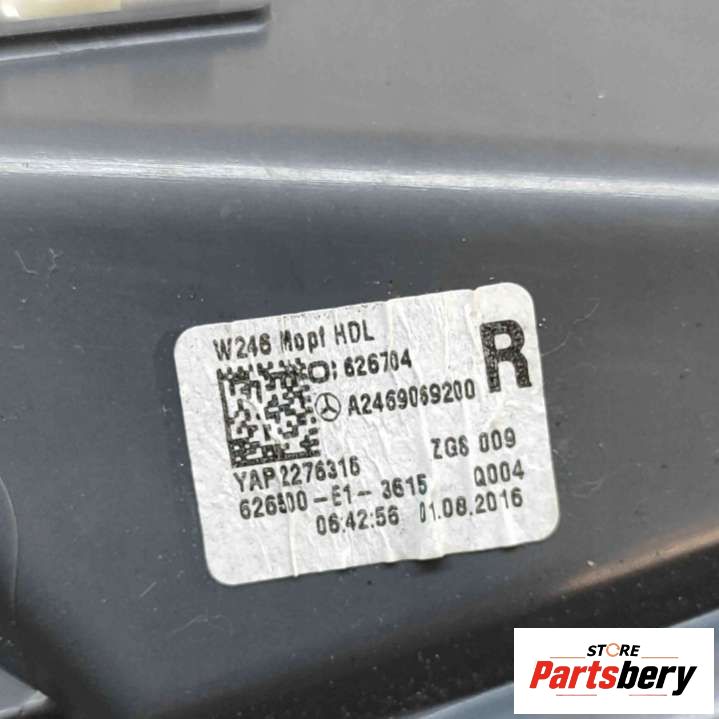 W246 Mopf HDL
626704
R
A2469069200
YAP2276316
ZGS 009
626500-E1-3615
Q004
06:42:56 01.08.2016
STORE
Partsbery